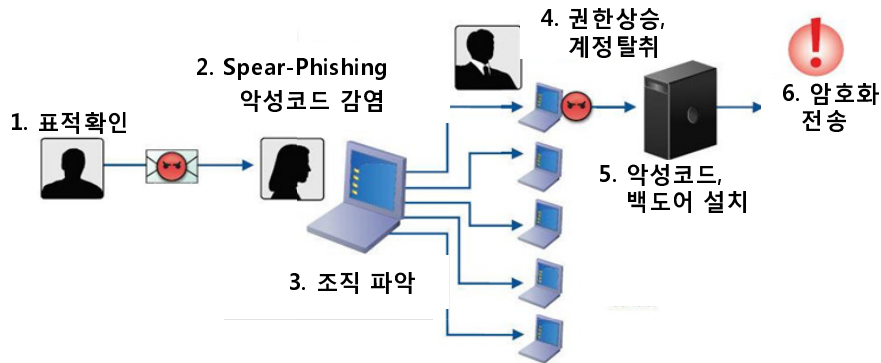 1. 표적확인
2. Spear-Phishing
악성코드 감염
3. 조직 파악
4. 권한상승,
계정탈취
5. 악성코드,
백도어 설치
6. 암호화
전송